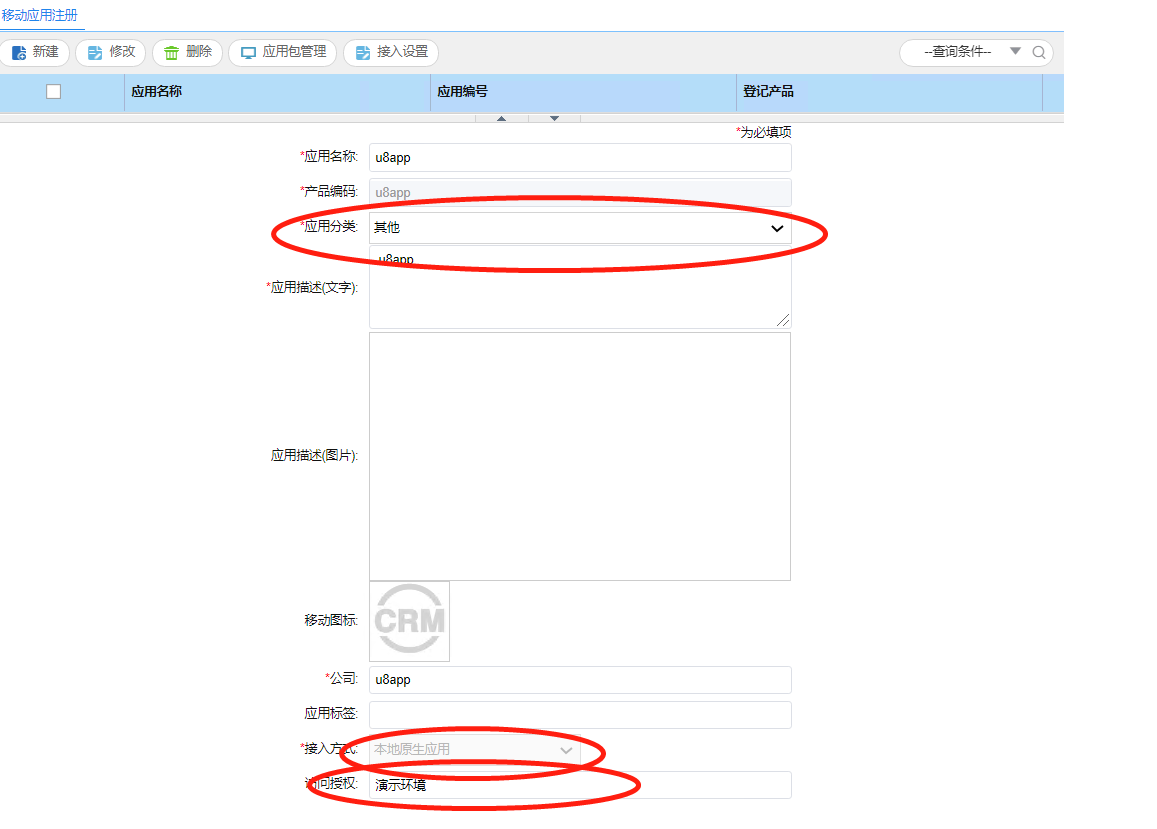 移动应用注册
新建 修改 删除 应用包管理 接入设置 --查询条件--
应用名称 应用编号 登记产品
*为必填项
*应用名称: u8app
*产品编码: u8app
*应用分类: 其他
u8app
*应用描述(文字):
应用描述(图片):
移动图标: CRM
*公司: u8app
应用标签:
*接入方式: 本地原生应用
访问授权: 演示环境